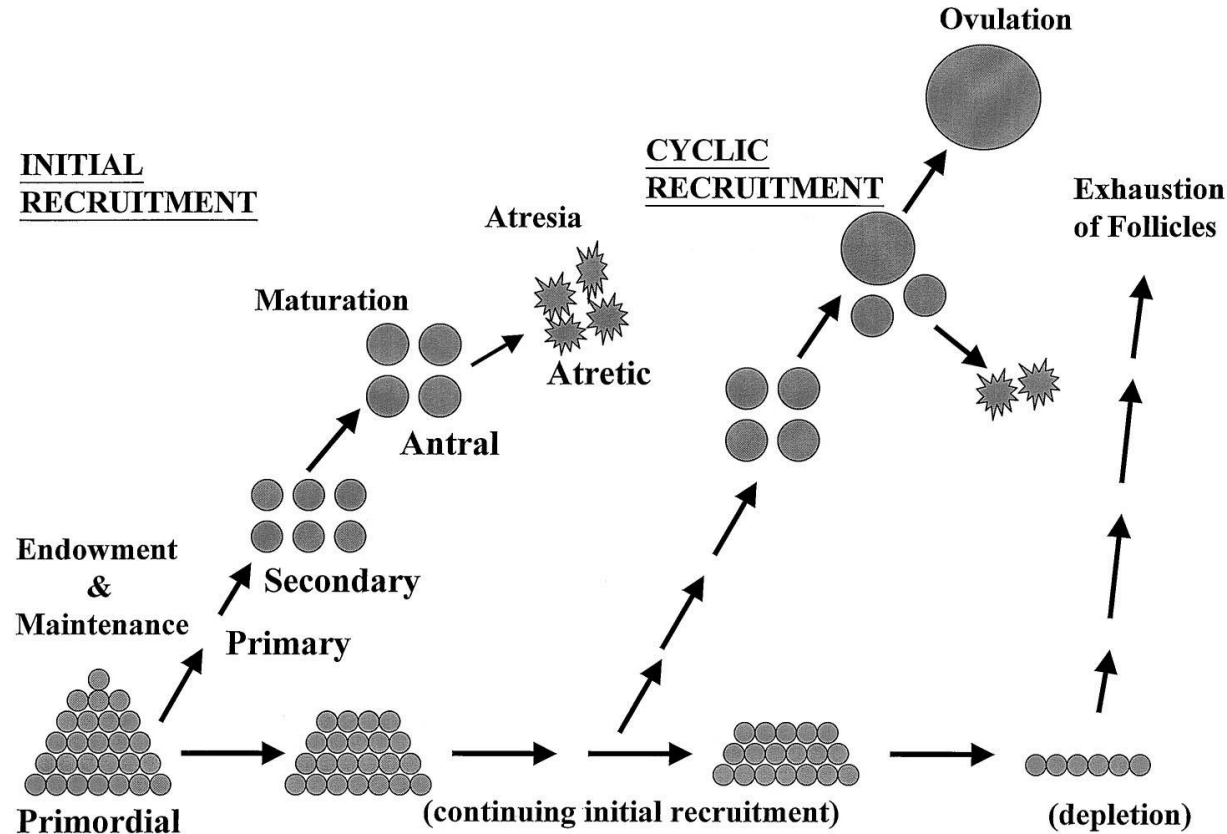 Ovulation
INITIAL
RECRUITMENT
CYCLIC
RECRUITMENT
Exhaustion
of Follicles
Atresia
Maturation
Atretic
Antral
Endowment
&
Maintenance
Secondary
Primary
Primordial
(continuing initial recruitment)
(depletion)